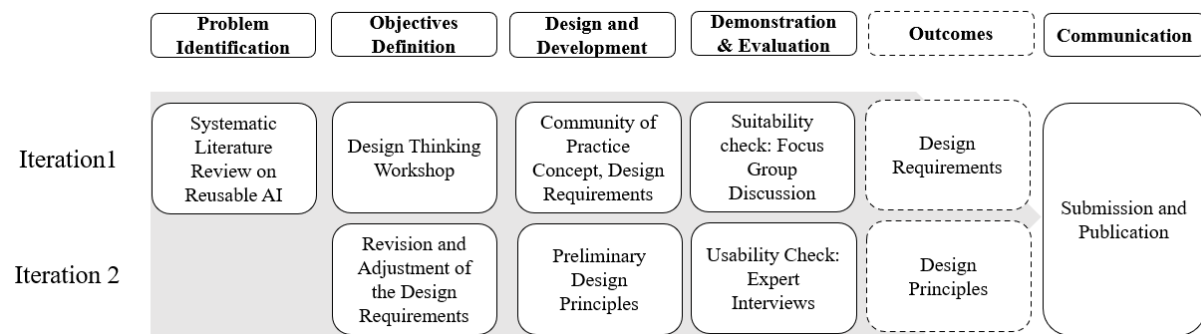 Problem
Identification
Objectives
Definition
Design and
Development
Demonstration
& Evaluation
Outcomes
Communication
Iteration1
Systematic
Literature
Review on
Reusable AI
Design Thinking
Workshop
Community of
Practice
Concept, Design
Requirements
Suitability
check: Focus
Group
Discussion
Design
Requirements
Submission and
Publication
Iteration 2
Revision and
Adjustment of
the Design
Requirements
Preliminary
Design
Principles
Usability Check:
Expert
Interviews
Design
Principles